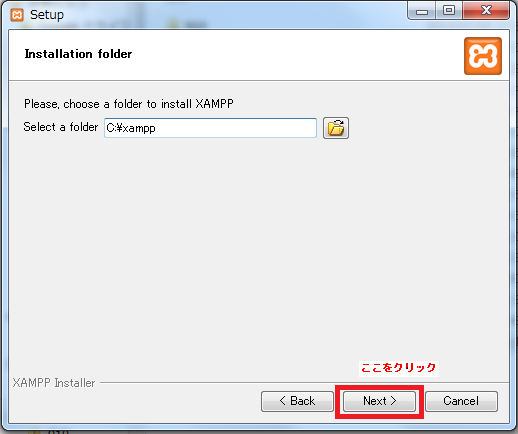 Setup
Installation folder
Please, choose a folder to install XAMPP
Select a folder C:¥xampp
ここをクリック
XAMPP Installer
< Back Next > Cancel